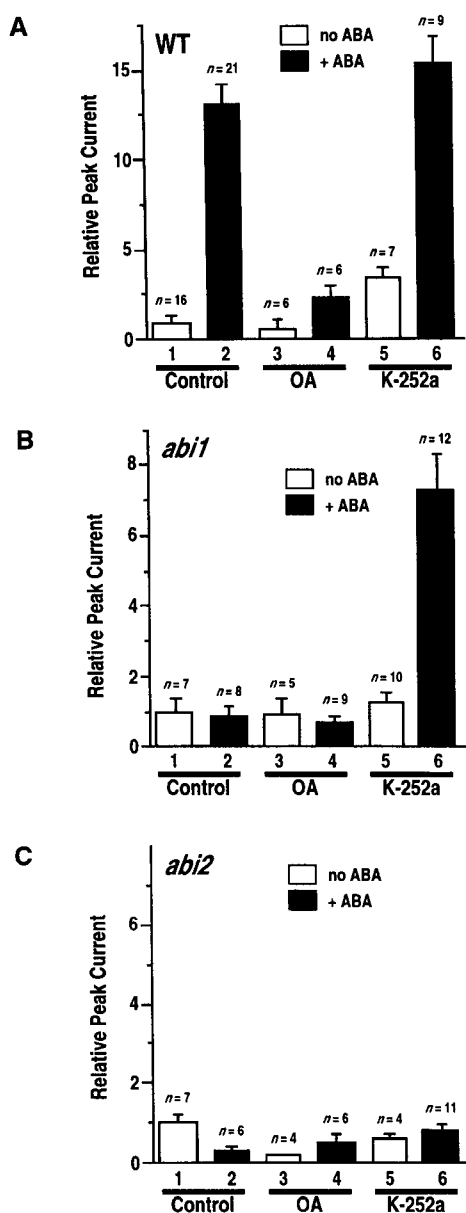 A
WT
no ABA
+ ABA
n = 9
n = 21
15
10
5
0
Relative Peak Current
n = 16
n = 6
n = 6
n = 7
1 2 3 4 5 6
Control OA K-252a
B
abi1
no ABA
+ ABA
n = 12
8
6
4
2
0
Relative Peak Current
n = 7
n = 8
n = 5
n = 9
n = 10
1 2 3 4 5 6
Control OA K-252a
C
abi2
no ABA
+ ABA
6
4
2
0
Relative Peak Current
n = 7
n = 6
n = 4
n = 6
n = 4
n = 11
1 2 3 4 5 6
Control OA K-252a